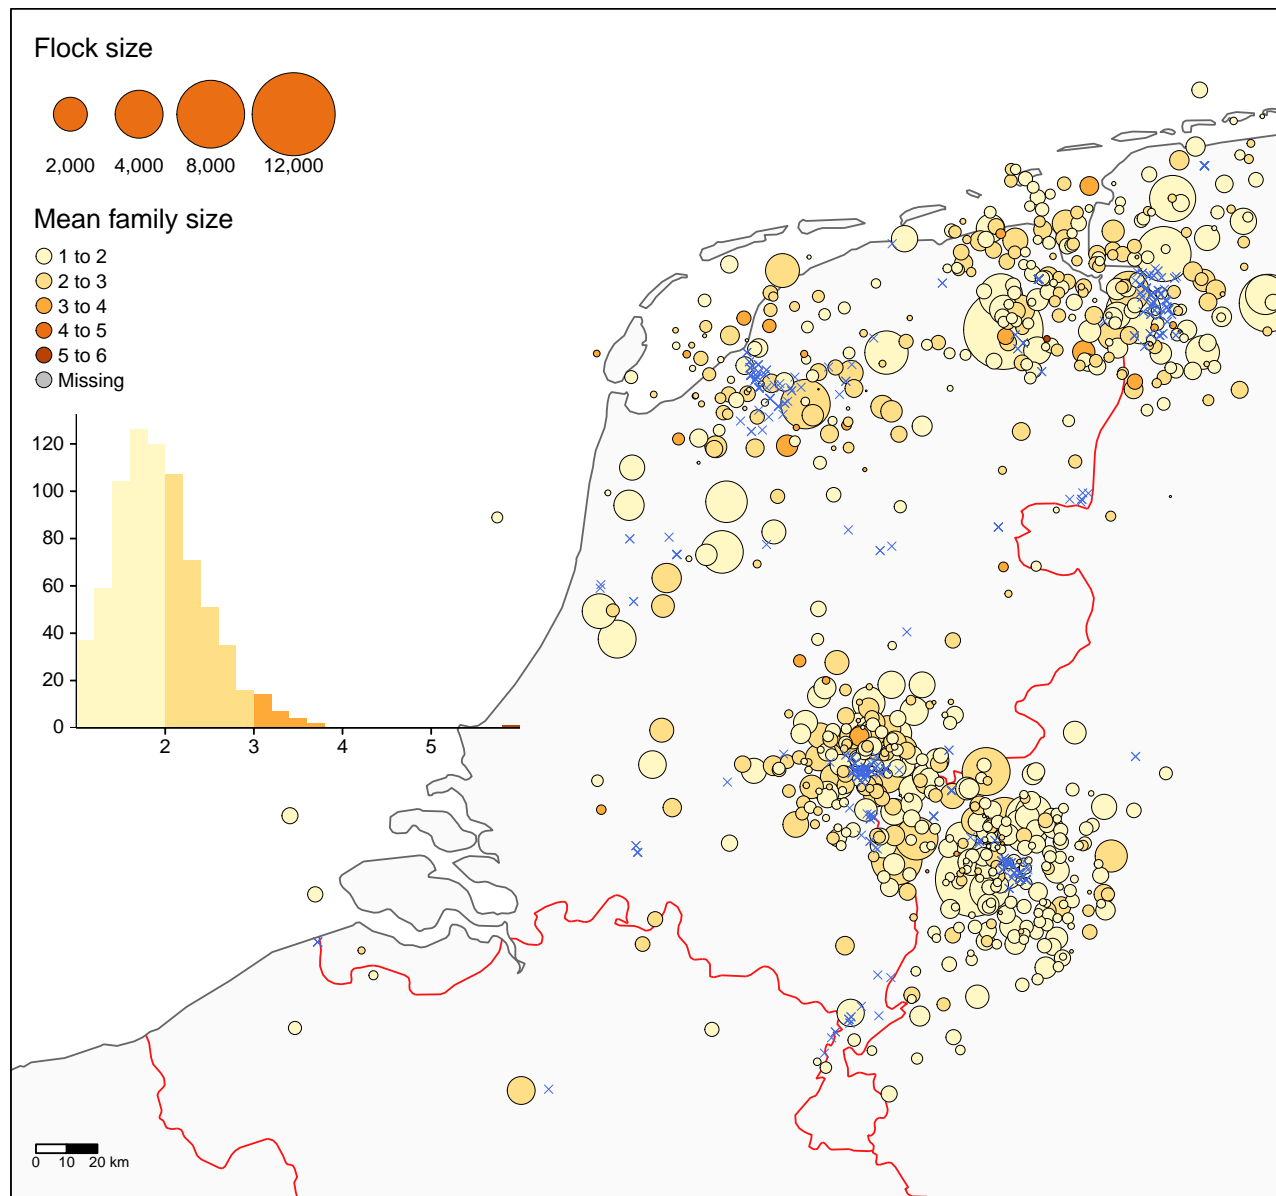 Flock size
2,000 4,000 8,000 12,000
Mean family size
1 to 2
2 to 3
3 to 4
4 to 5
5 to 6
Missing
120
100
80
60
40
20
0
2 3 4 5
0 10 20 km